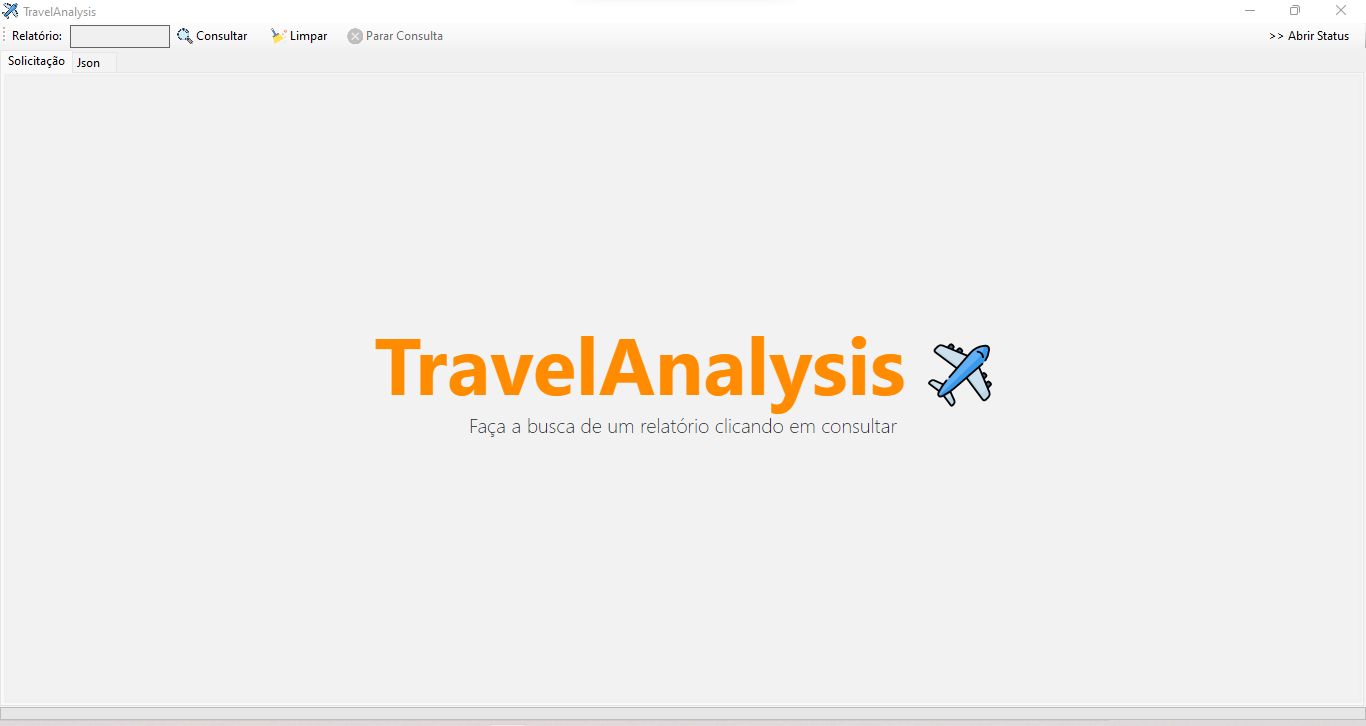 TravelAnalysis
Relatório: Consultar Limpar Parar Consulta >> Abrir Status
Solicitação Json
TravelAnalysis
Faça a busca de um relatório clicando em consultar